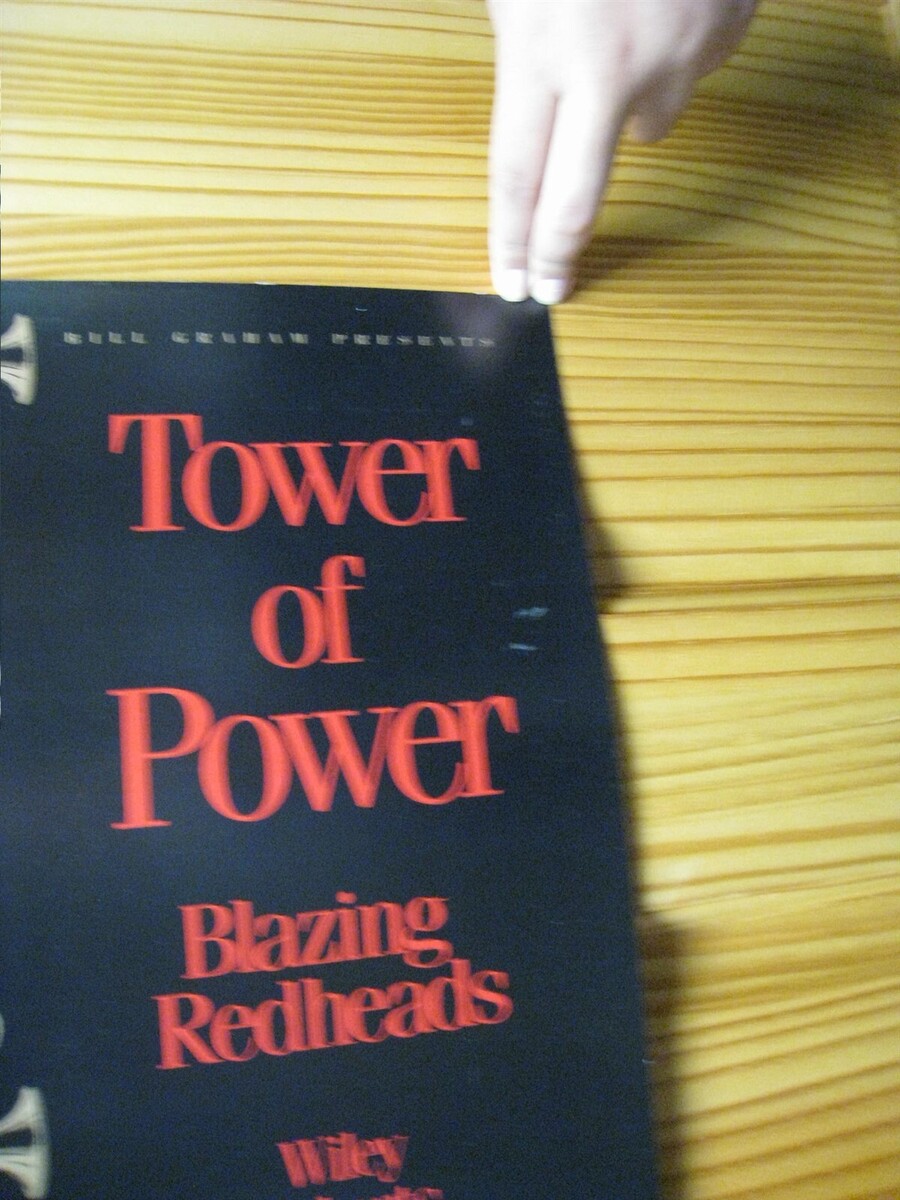 BILL GRAHAM PRESENTS
Tower
of
Power
Blazing
Redheads
Wiley